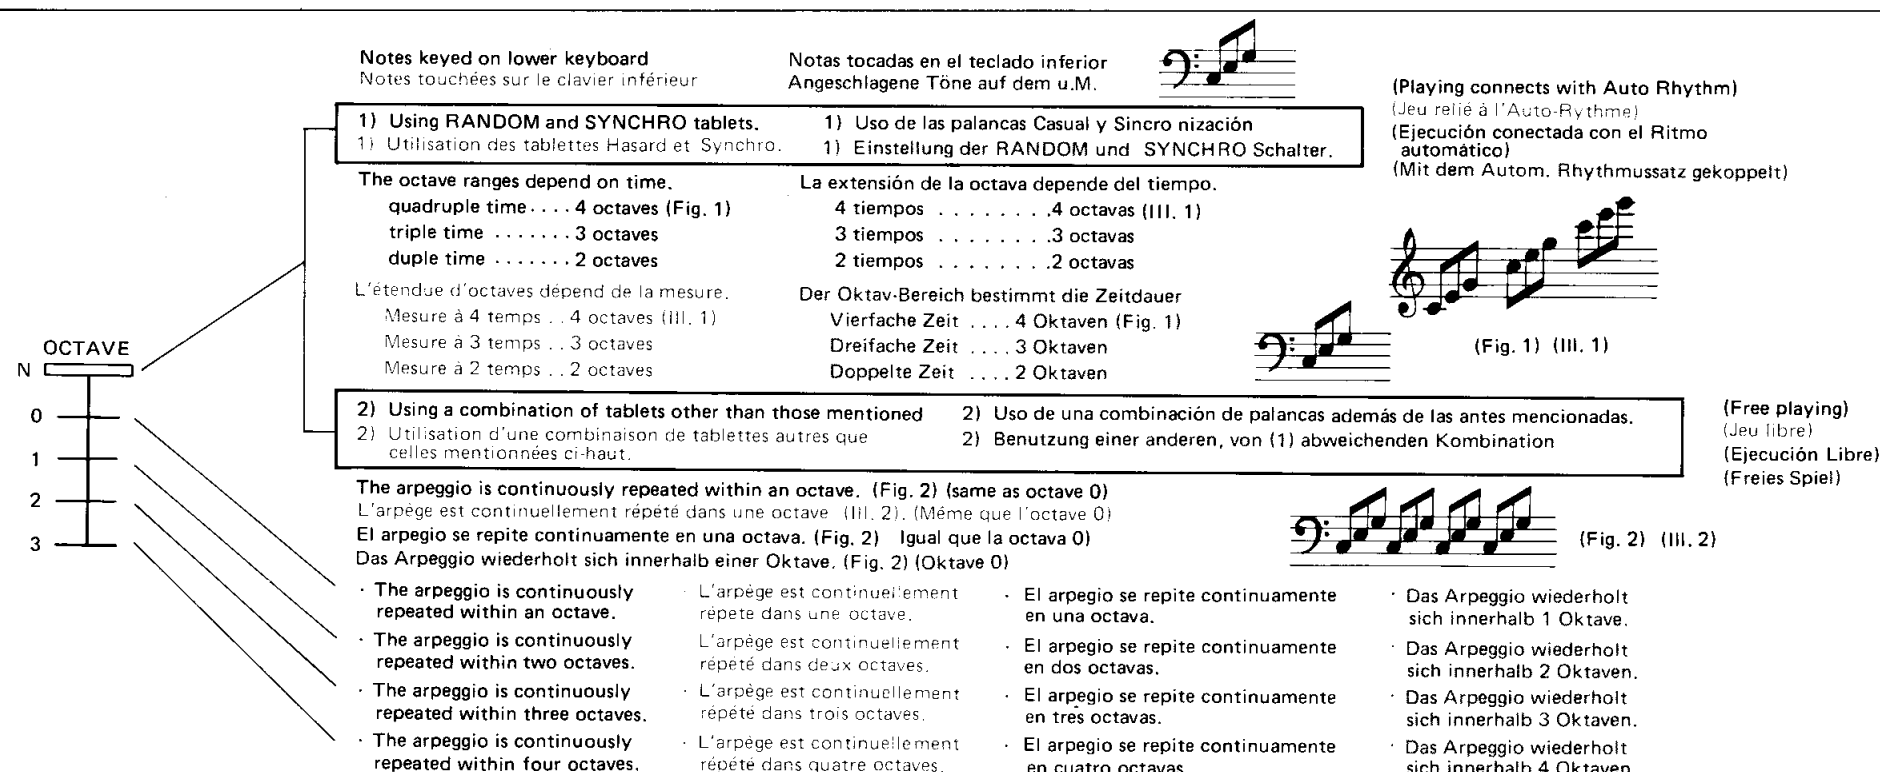 Notes keyed on lower keyboard
Notes touchées sur le clavier inférieur
Notas tocadas en el teclado inferior
Angeschlagene Töne auf dem u.M.
(Playing connects with Auto Rhythm)
(Jeu relié à l'Auto-Rythme)
(Ejecución conectada con el Ritmo
automático)
(Mit dem Autom. Rhythmussatz gekoppelt)
1) Using RANDOM and SYNCHRO tablets.
1) Utilisation des tablettes Hasard et Synchro.
1) Uso de las palancas Casual y Sincro nización
1) Einstellung der RANDOM und SYNCHRO Schalter.
The octave ranges depend on time.
quadruple time . . . . 4 octaves (Fig. 1)
triple time . . . . . . . 3 octaves
duple time . . . . . . . 2 octaves
La extensión de la octava depende del tiempo.
4 tiempos . . . . . . . . .4 octavas (III. 1)
3 tiempos . . . . . . . . .3 octavas
2 tiempos . . . . . . . . .2 octavas
L'étendue d'octaves dépend de la mesure.
Mesure à 4 temps . . 4 octaves (III. 1)
Mesure à 3 temps . . 3 octaves
Mesure à 2 temps . . 2 octaves
Der Oktav-Bereich bestimmt die Zeitdauer
Vierfache Zeit . . . . 4 Oktaven (Fig. 1)
Dreifache Zeit . . . . 3 Oktaven
Doppelte Zeit . . . . 2 Oktaven
(Fig. 1) (III. 1)
OCTAVE
N
0
1
2
3
2) Using a combination of tablets other than those mentioned
2) Utilisation d'une combinaison de tablettes autres que
celles mentionnées ci-haut.
2) Uso de una combinación de palancas además de las antes mencionadas.
2) Benutzung einer anderen, von (1) abweichenden Kombination
(Free playing)
(Jeu libre)
(Ejecución Libre)
(Freies Spiel)
The arpeggio is continuously repeated within an octave. (Fig. 2) (same as octave 0)
L'arpège est continuellement répété dans une octave (III. 2). (Méme que l'octave 0)
El arpegio se repite continuamente en una octava. (Fig. 2) Igual que la octava 0)
Das Arpeggio wiederholt sich innerhalb einer Oktave. (Fig. 2) (Oktave 0)
(Fig. 2) (III. 2)
· The arpeggio is continuously
repeated within an octave.
· L'arpège est continuellement
répete dans une octave.
· El arpegio se repite continuamente
en una octava.
· Das Arpeggio wiederholt
sich innerhalb 1 Oktave.
· The arpeggio is continuously
repeated within two octaves.
L'arpège est continuellement
répété dans deux octaves.
· El arpegio se repite continuamente
en dos octavas.
· Das Arpeggio wiederholt
sich innerhalb 2 Oktaven.
· The arpeggio is continuously
repeated within three octaves.
· L'arpège est continuellement
répété dans trois octaves.
· El arpegio se repite continuamente
en tres octavas.
· Das Arpeggio wiederholt
sich innerhalb 3 Oktaven.
· The arpeggio is continuously
repeated within four octaves.
· L'arpège est continuellement
répété dans quatre octaves.
· El arpegio se repite continuamente
en cuatro octavas
· Das Arpeggio wiederholt
sich innerhalb 4 Oktaven